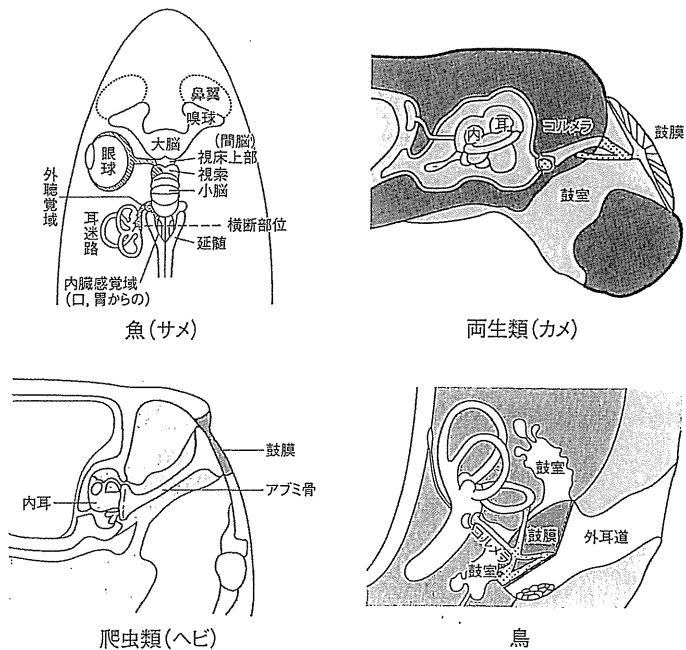 鼻翼
嗅球
大脳
(間脳)
視床上部
視索
小脳
眼球
外聴覚域
耳迷路
横断部位
延髄
内臓感覚域
(口,胃からの)
魚(サメ)
内
耳
コルメラ
鼓膜
鼓室
両生類(カメ)
鼓膜
アブミ骨
内耳
爬虫類(ヘビ)
鼓室
鼓膜
外耳道
コルメラ
鼓室
鳥